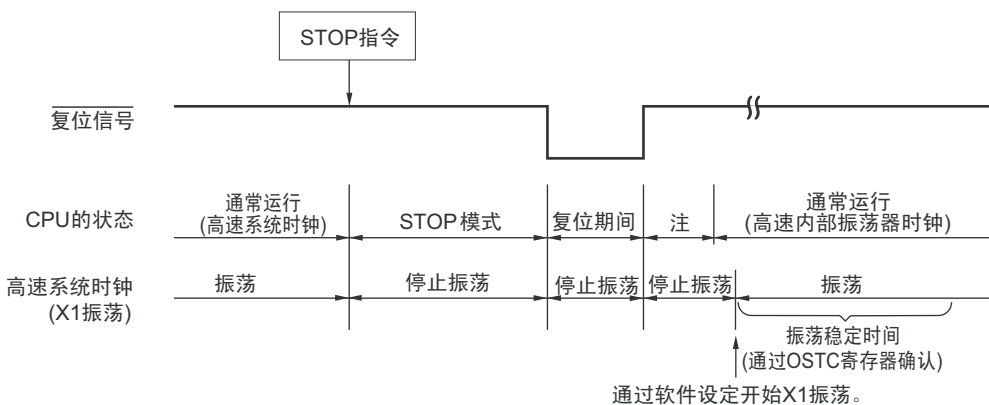 STOP指令
复位信号
CPU的状态
通常运行
(高速系统时钟)
STOP模式
复位期间
注
通常运行
(高速内部振荡器时钟)
高速系统时钟
(X1振荡)
振荡
停止振荡
停止振荡
停止振荡
振荡
振荡稳定时间
(通过OSTC寄存器确认)
通过软件设定开始X1振荡。